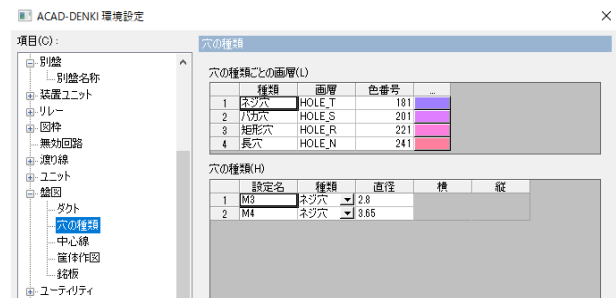 ACAD-DENKI 環境設定
項目(C) :
別盤
別盤名称
装置ユニット
リレー
図枠
無効回路
渡り線
ユニット
盤図
ダクト
穴の種類
中心線
筐体作図
銘板
ユーティリティ
穴の種類
穴の種類ごとの画層(L)
種類 画層 色番号 ...
1 ネジ穴 HOLE_T 181
2 バカ穴 HOLE_S 201
3 矩形穴 HOLE_R 221
4 長穴 HOLE_N 241
穴の種類(H)
設定名 種類 直径 横 縦
1 M3 ネジ穴 2.8
2 M4 ネジ穴 3.65